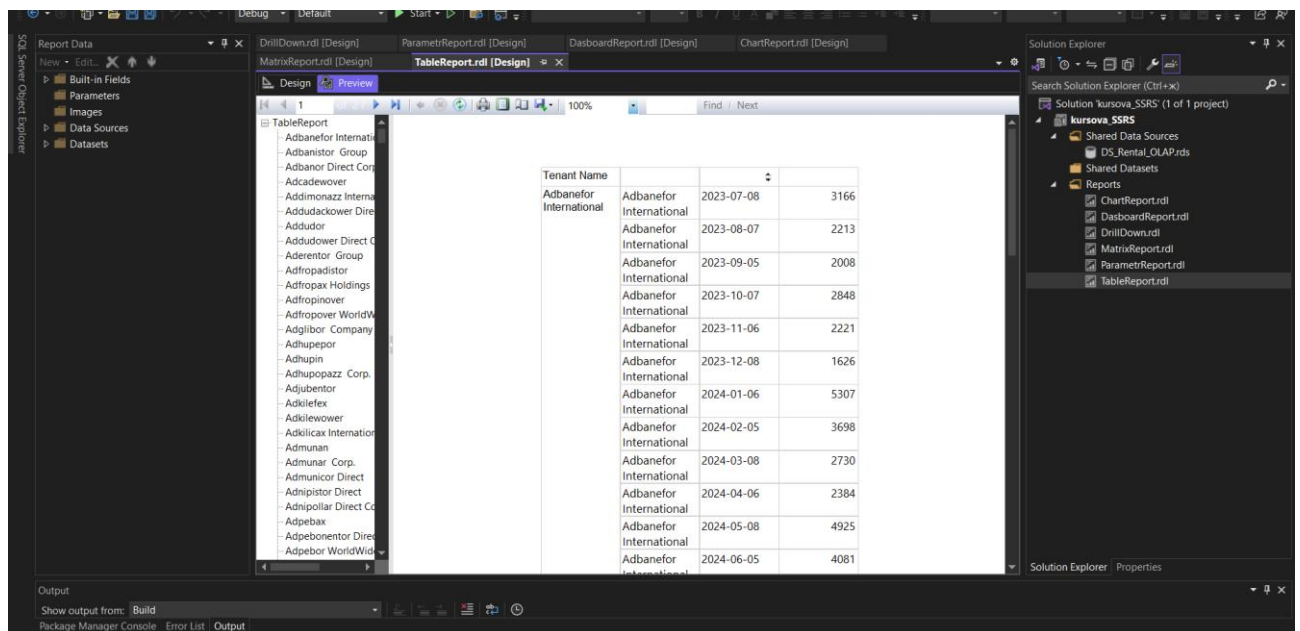 Debug Default Start
SQL Server Object Explorer
Report Data
New Edit...
Built-in Fields
Parameters
Images
Data Sources
Datasets
DrillDown.rdl [Design] ParametrReport.rdl [Design] DasboardReport.rdl [Design] ChartReport.rdl [Design]
MatrixReport.rdl [Design] TableReport.rdl [Design]
Design Preview
1 100% Find Next
TableReport
Adbanefor Internatio
Adbanistor Group
Adbanor Direct Corp
Adcadewover
Addimonazz Interna
Addudackower Dire
Addudor
Addudower Direct C
Aderentor Group
Adfropadistor
Adfropax Holdings
Adfropinover
Adfropover WorldW
Adglibor Company
Adhupepor
Adhupin
Adhupopazz Corp.
Adjubentor
Adkilefex
Adkilewower
Adkilicax Internation
Admunan
Admunar Corp.
Admunicor Direct
Adnipistor Direct
Adnipollar Direct Co
Adpebax
Adpebonentor Direc
Adpebor WorldWid
Tenant Name
Adbanefor Adbanefor 2023-07-08 3166
International International
Adbanefor 2023-08-07 2213
International
Adbanefor 2023-09-05 2008
International
Adbanefor 2023-10-07 2848
International
Adbanefor 2023-11-06 2221
International
Adbanefor 2023-12-08 1626
International
Adbanefor 2024-01-06 5307
International
Adbanefor 2024-02-05 3698
International
Adbanefor 2024-03-08 2730
International
Adbanefor 2024-04-06 2384
International
Adbanefor 2024-05-08 4925
International
Adbanefor 2024-06-05 4081
Solution Explorer
Search Solution Explorer (Ctrl+ж)
Solution 'kursova_SSRS' (1 of 1 project)
kursova_SSRS
Shared Data Sources
DS_Rental_OLAP.rds
Shared Datasets
Reports
ChartReport.rdl
DasboardReport.rdl
DrillDown.rdl
MatrixReport.rdl
ParametrReport.rdl
TableReport.rdl
Solution Explorer Properties
Output
Show output from: Build
Package Manager Console Error List Output